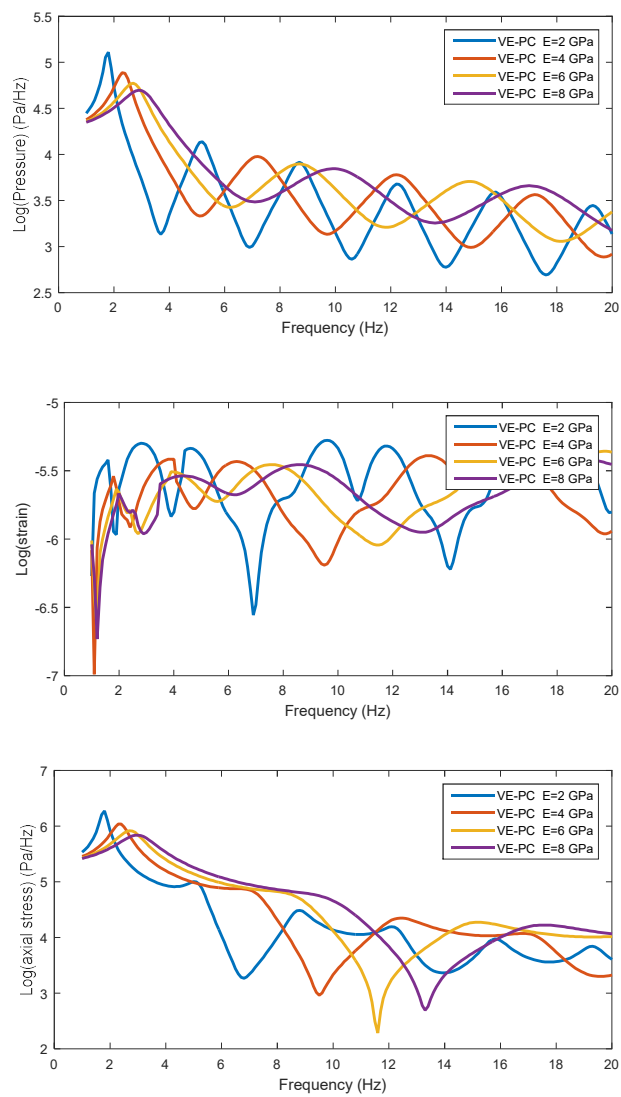 5.5
5
4.5
4
3.5
3
2.5
Log(Pressure) (Pa/Hz)
VE-PC E=2 GPa
VE-PC E=4 GPa
VE-PC E=6 GPa
VE-PC E=8 GPa
0 2 4 6 8 10 12 14 16 18 20
Frequency (Hz)
-5
-5.5
-6
-6.5
-7
Log(strain)
VE-PC E=2 GPa
VE-PC E=4 GPa
VE-PC E=6 GPa
VE-PC E=8 GPa
0 2 4 6 8 10 12 14 16 18 20
Frequency (Hz)
7
6
5
4
3
2
Log(axial stress) (Pa/Hz)
VE-PC E=2 GPa
VE-PC E=4 GPa
VE-PC E=6 GPa
VE-PC E=8 GPa
0 2 4 6 8 10 12 14 16 18 20
Frequency (Hz)